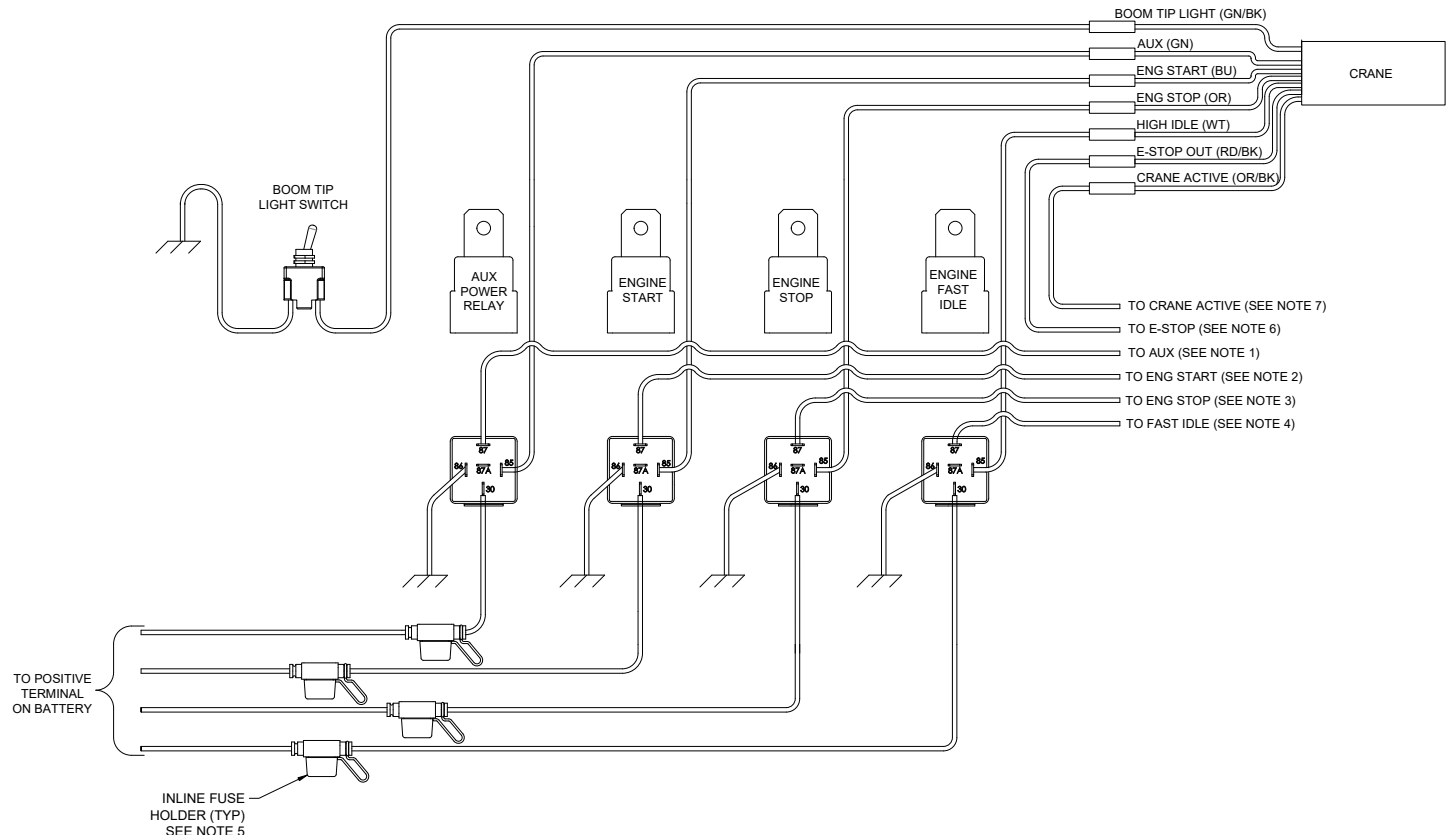 BOOM TIP LIGHT (GN/BK)
AUX (GN)
ENG START (BU)
ENG STOP (OR)
HIGH IDLE (WT)
E-STOP OUT (RD/BK)
CRANE ACTIVE (OR/BK)
CRANE
BOOM TIP
LIGHT SWITCH
AUX
POWER
RELAY
ENGINE
START
ENGINE
STOP
ENGINE
FAST
IDLE
TO CRANE ACTIVE (SEE NOTE 7)
TO E-STOP (SEE NOTE 6)
TO AUX (SEE NOTE 1)
TO ENG START (SEE NOTE 2)
TO ENG STOP (SEE NOTE 3)
TO FAST IDLE (SEE NOTE 4)
87
86 87A 85
30
87
86 87A 85
30
87
86 87A 85
30
87
86 87A 85
30
TO POSITIVE
TERMINAL
ON BATTERY
INLINE FUSE
HOLDER (TYP)
SEE NOTE 5